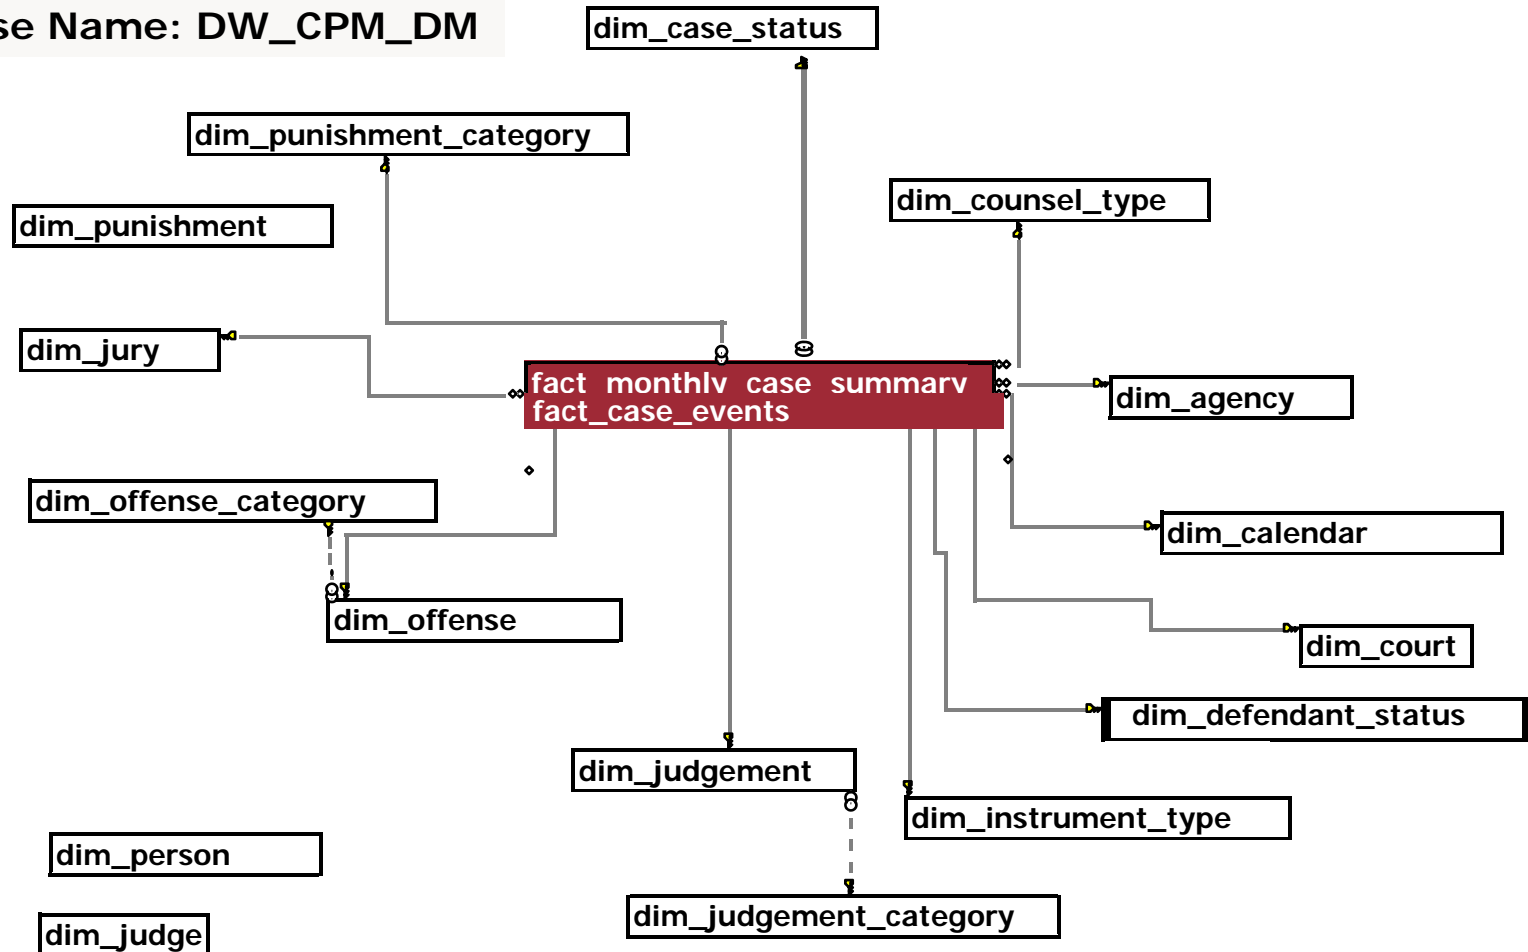 se Name: DW_CPM_DM
dim_case_status
dim_punishment_category
dim_counsel_type
dim_punishment
dim_jury
fact_monthly_case_summary
fact_case_events
dim_agency
dim_offense_category
dim_calendar
dim_offense
dim_court
dim_defendant_status
dim_judgement
dim_instrument_type
dim_person
dim_judgement_category
dim_judge